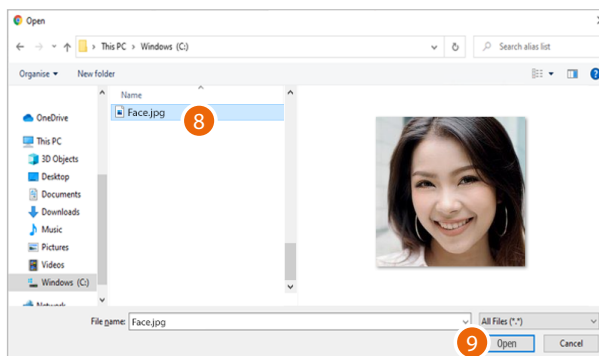 Open
This PC > Windows (C:)
Search alias list
Organise New folder
Name
OneDrive
Face.jpg
8
This PC
3D Objects
Desktop
Documents
Downloads
Music
Pictures
Videos
Windows (C:)
Network
File name: Face.jpg
All Files (*.*)
9
Open
Cancel